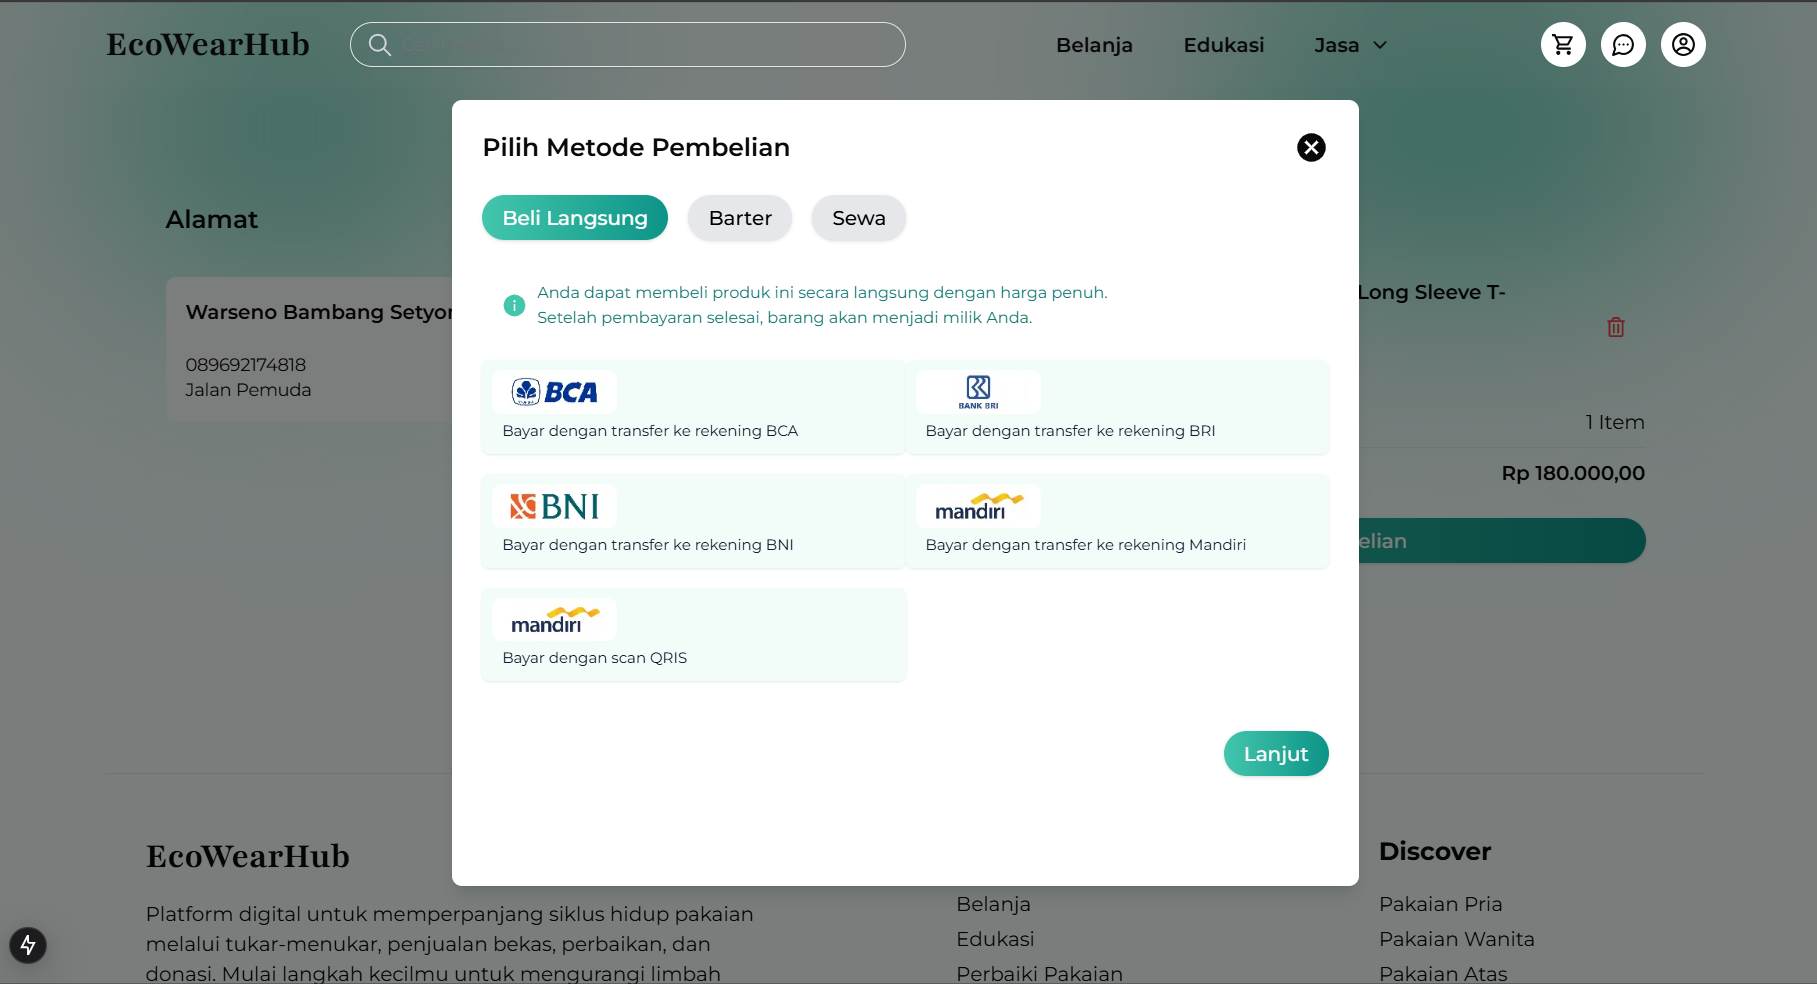 EcoWearHub
Belanja
Edukasi
Jasa
Pilih Metode Pembelian
Beli Langsung
Barter
Sewa
Alamat
Anda dapat membeli produk ini secara langsung dengan harga penuh.
Setelah pembayaran selesai, barang akan menjadi milik Anda.
Warseno Bambang Setyo
089692174818
Jalan Pemuda
Long Sleeve T-
BCA
Bayar dengan transfer ke rekening BCA
BANK BRI
Bayar dengan transfer ke rekening BRI
1 Item
Rp 180.000,00
BNI
Bayar dengan transfer ke rekening BNI
mandiri
Bayar dengan transfer ke rekening Mandiri
elian
mandiri
Bayar dengan scan QRIS
Lanjut
EcoWearHub
Platform digital untuk memperpanjang siklus hidup pakaian
melalui tukar-menukar, penjualan bekas, perbaikan, dan
donasi. Mulai langkah kecilmu untuk mengurangi limbah
Belanja
Edukasi
Perbaiki Pakaian
Discover
Pakaian Pria
Pakaian Wanita
Pakaian Atas